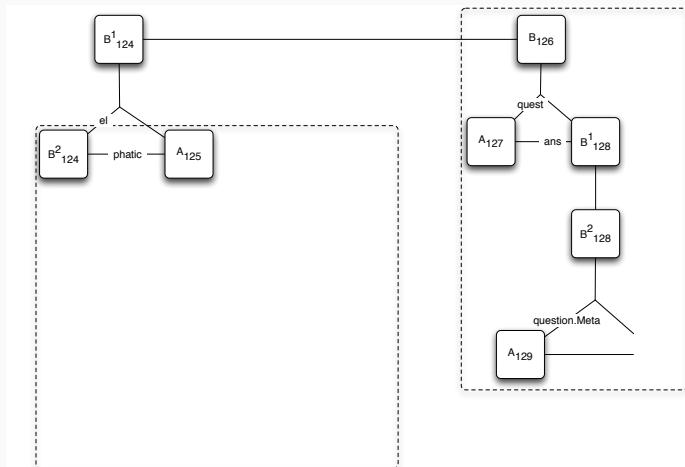 B¹₁₂₄
B₁₂₆
quest
el
A₁₂₇
ans
B¹₁₂₈
B²₁₂₄
phatic
A₁₂₅
B²₁₂₈
question.Meta
A₁₂₉